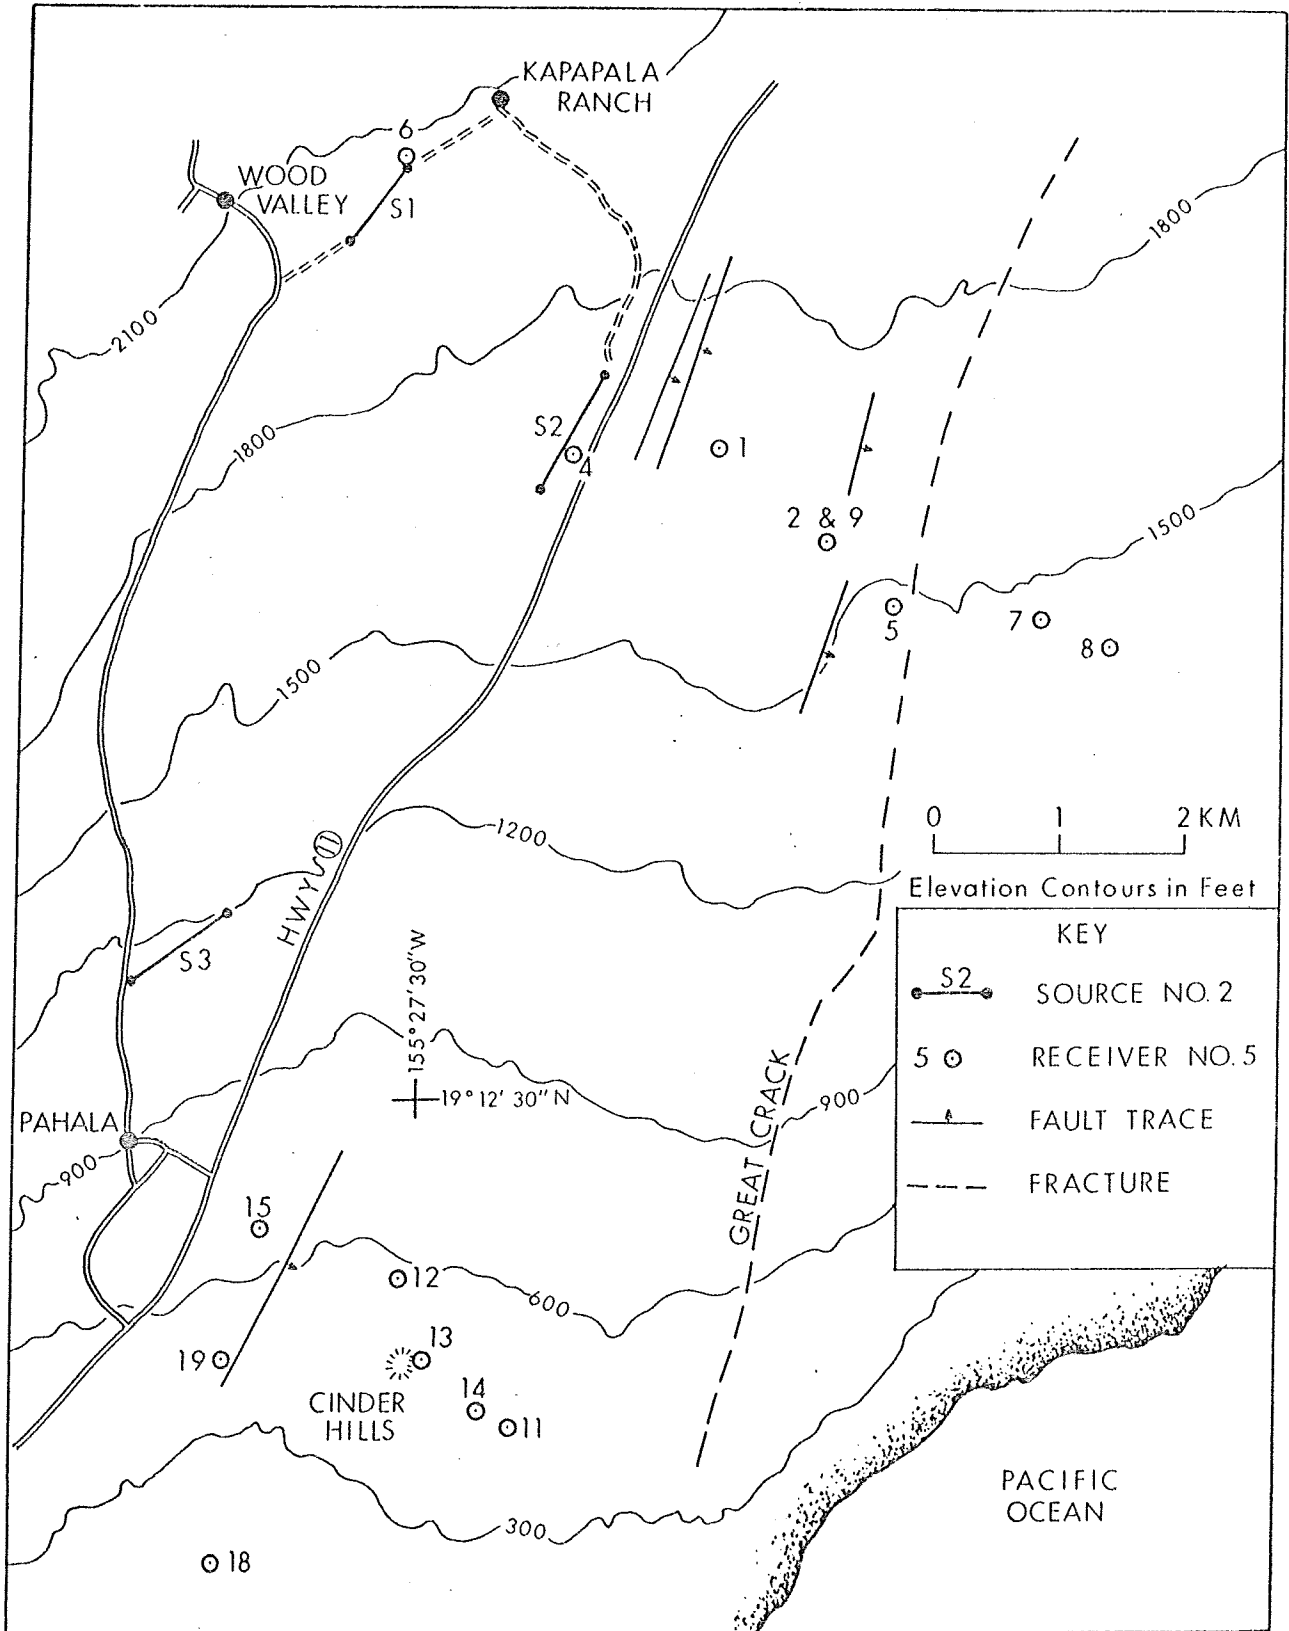 KAPAPALA
RANCH
6
WOOD
VALLEY
S1
1800
2100
S2
4
1
1800
2 & 9
1500
5
7
8
1500
0 1 2 KM
1200
Elevation Contours in Feet
HWY 11
KEY
S3
S2
SOURCE NO. 2
155° 27' 30" W
5
RECEIVER NO. 5
19° 12' 30" N
GREAT CRACK
900
PAHALA
FAULT TRACE
900
FRACTURE
15
12
600
19
13
CINDER
HILLS
14
11
PACIFIC
OCEAN
300
18